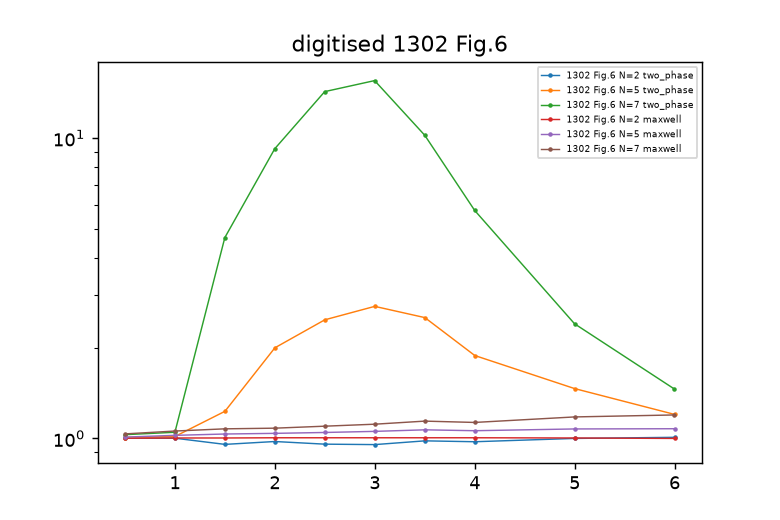 digitised 1302 Fig.6
1302 Fig.6 N=2 two_phase
1302 Fig.6 N=5 two_phase
1302 Fig.6 N=7 two_phase
1302 Fig.6 N=2 maxwell
1302 Fig.6 N=5 maxwell
1302 Fig.6 N=7 maxwell
10¹
10⁰
1 2 3 4 5 6